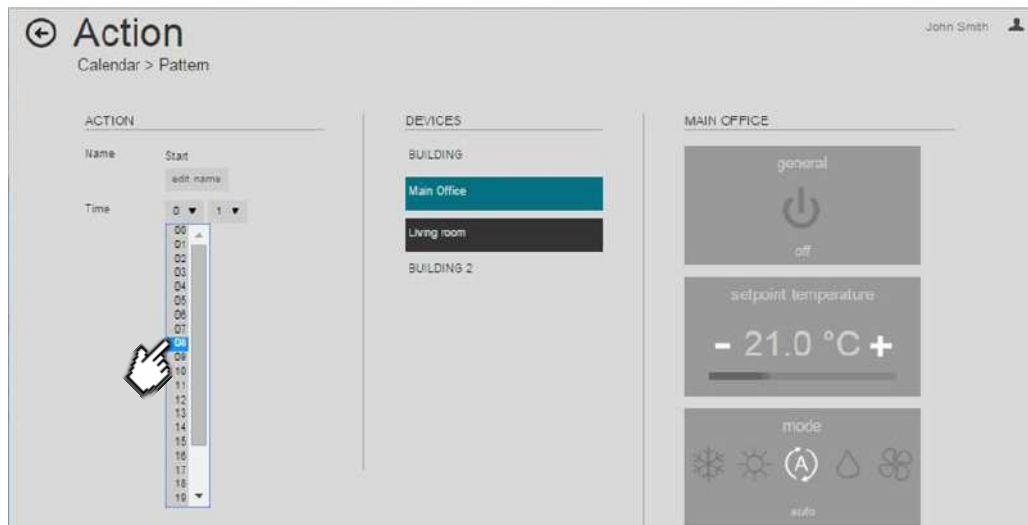 Action
John Smith
Calendar > Pattern
ACTION
Name
Start
edit name
Time
0
1
00
01
02
03
04
05
06
07
08
09
10
11
12
13
14
15
16
17
18
19
DEVICES
BUILDING
Main Office
Living room
BUILDING 2
MAIN OFFICE
general
off
setpoint temperature
- 21.0 °C +
mode
A
auto